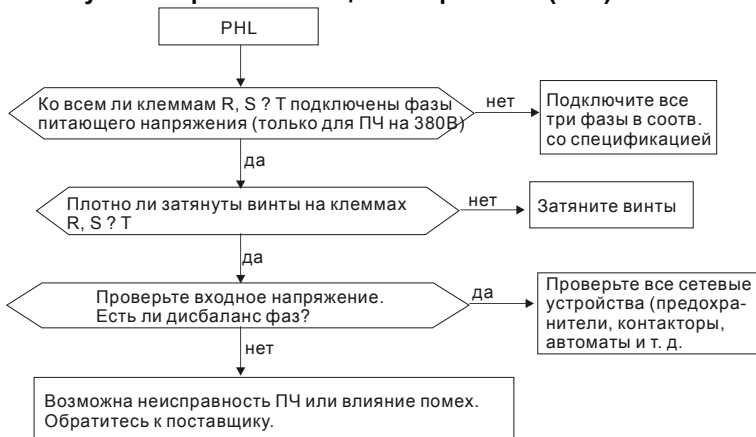 PHL
Ко всем ли клеммам R, S ? T подключены фазы
питающего напряжения (только для ПЧ на 380В)
нет
Подключите все
три фазы в соотв.
со спецификацией
да
Плотно ли затянуты винты на клеммах
R, S ? T
нет
Затяните винты
да
Проверьте входное напряжение.
Есть ли дисбаланс фаз?
да
Проверьте все сетевые
устройства (предохра-
нители, контакторы,
автоматы и т. д.
нет
Возможна неисправность ПЧ или влияние помех.
Обратитесь к поставщику.